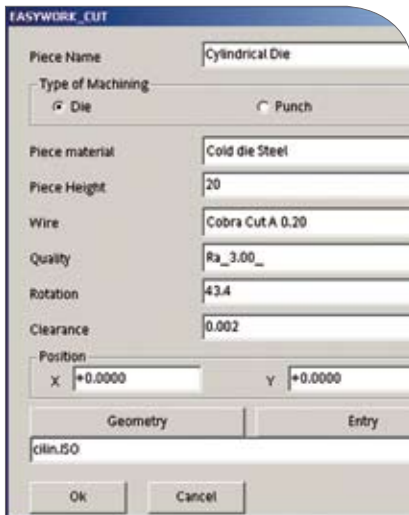 EASYWORK_CUT
Piece Name Cylindrical Die
Type of Machining
Die Punch
Piece material Cold die Steel
Piece Height 20
Wire Cobra Cut A 0.20
Quality Ra_3.00_
Rotation 43.4
Clearance 0.002
Position
X +0.0000 Y +0.0000
Geometry Entry
cilin.ISO
Ok Cancel